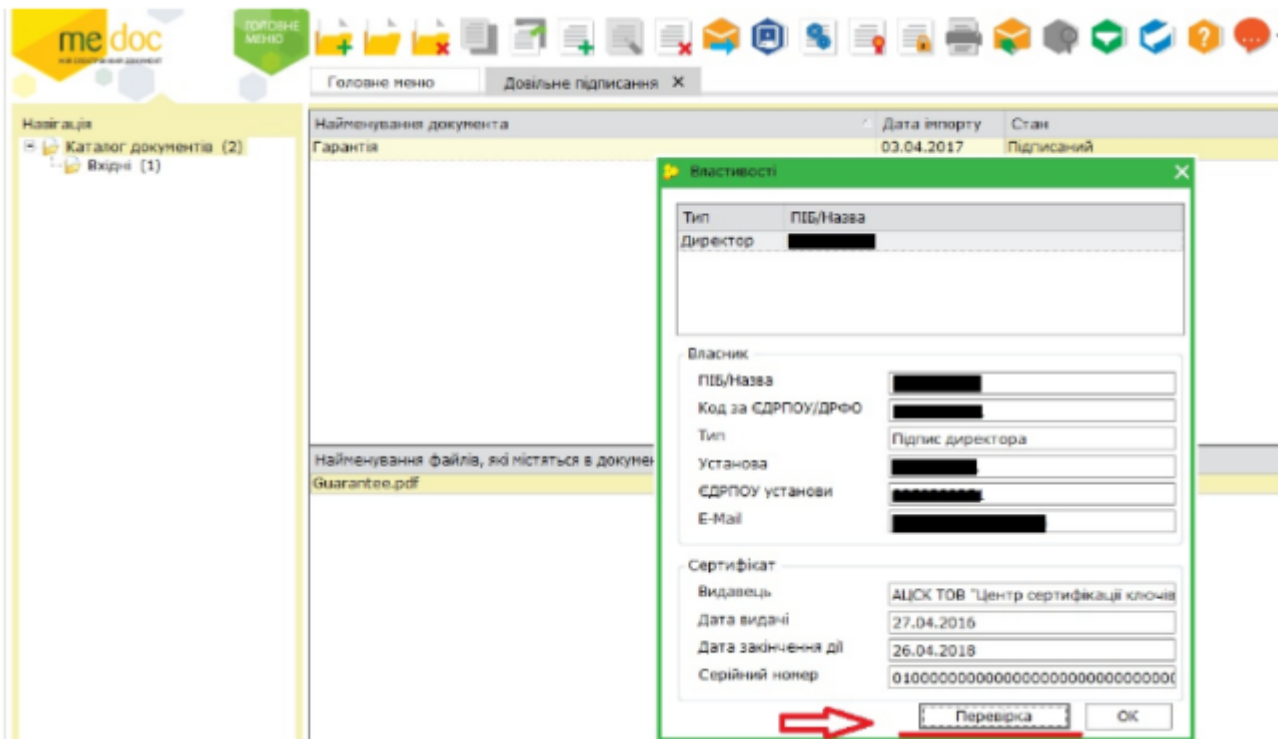 me doc
ГОЛОВНЕ МЕНЮ
Головне меню
Довільне підписання X
Навігація
Каталог документів (2)
Вхідні (1)
Найменування документа
Дата імпорту
Стан
Гарантія
03.04.2017
Підписаний
Властивості
Тип
ПІБ/Назва
Директор
Власник
ПІБ/Назва
Код за ЄДРПОУ/ДРФО
Тип
Підпис директора
Установа
ЄДРПОУ установи
E-Mail
Найменування файлів, які містяться в докумен
Guarantee.pdf
Сертифікат
Видавець
АЦСК ТОВ "Центр сертифікації ключів
Дата видачі
27.04.2016
Дата закінчення дії
26.04.2018
Серійний номер
Перевірка
OK